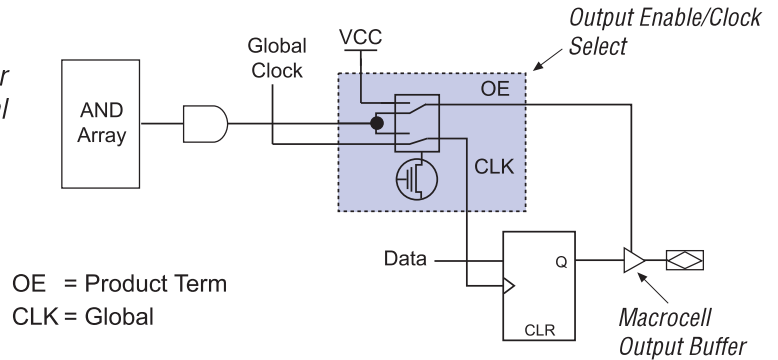 Output Enable/Clock
Select
VCC
Global
Clock
r
l
AND
Array
OE
CLK
Data
Q
CLR
OE = Product Term
CLK = Global
Macrocell
Output Buffer